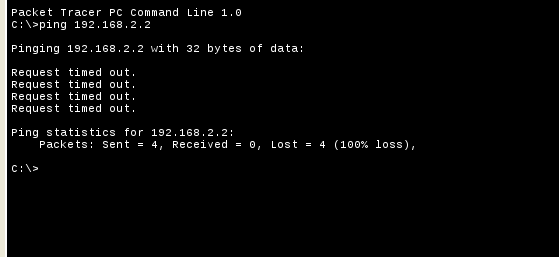 Packet Tracer PC Command Line 1.0
C:\>ping 192.168.2.2
Pinging 192.168.2.2 with 32 bytes of data:
Request timed out.
Request timed out.
Request timed out.
Request timed out.
Ping statistics for 192.168.2.2:
    Packets: Sent = 4, Received = 0, Lost = 4 (100% loss),
C:\>